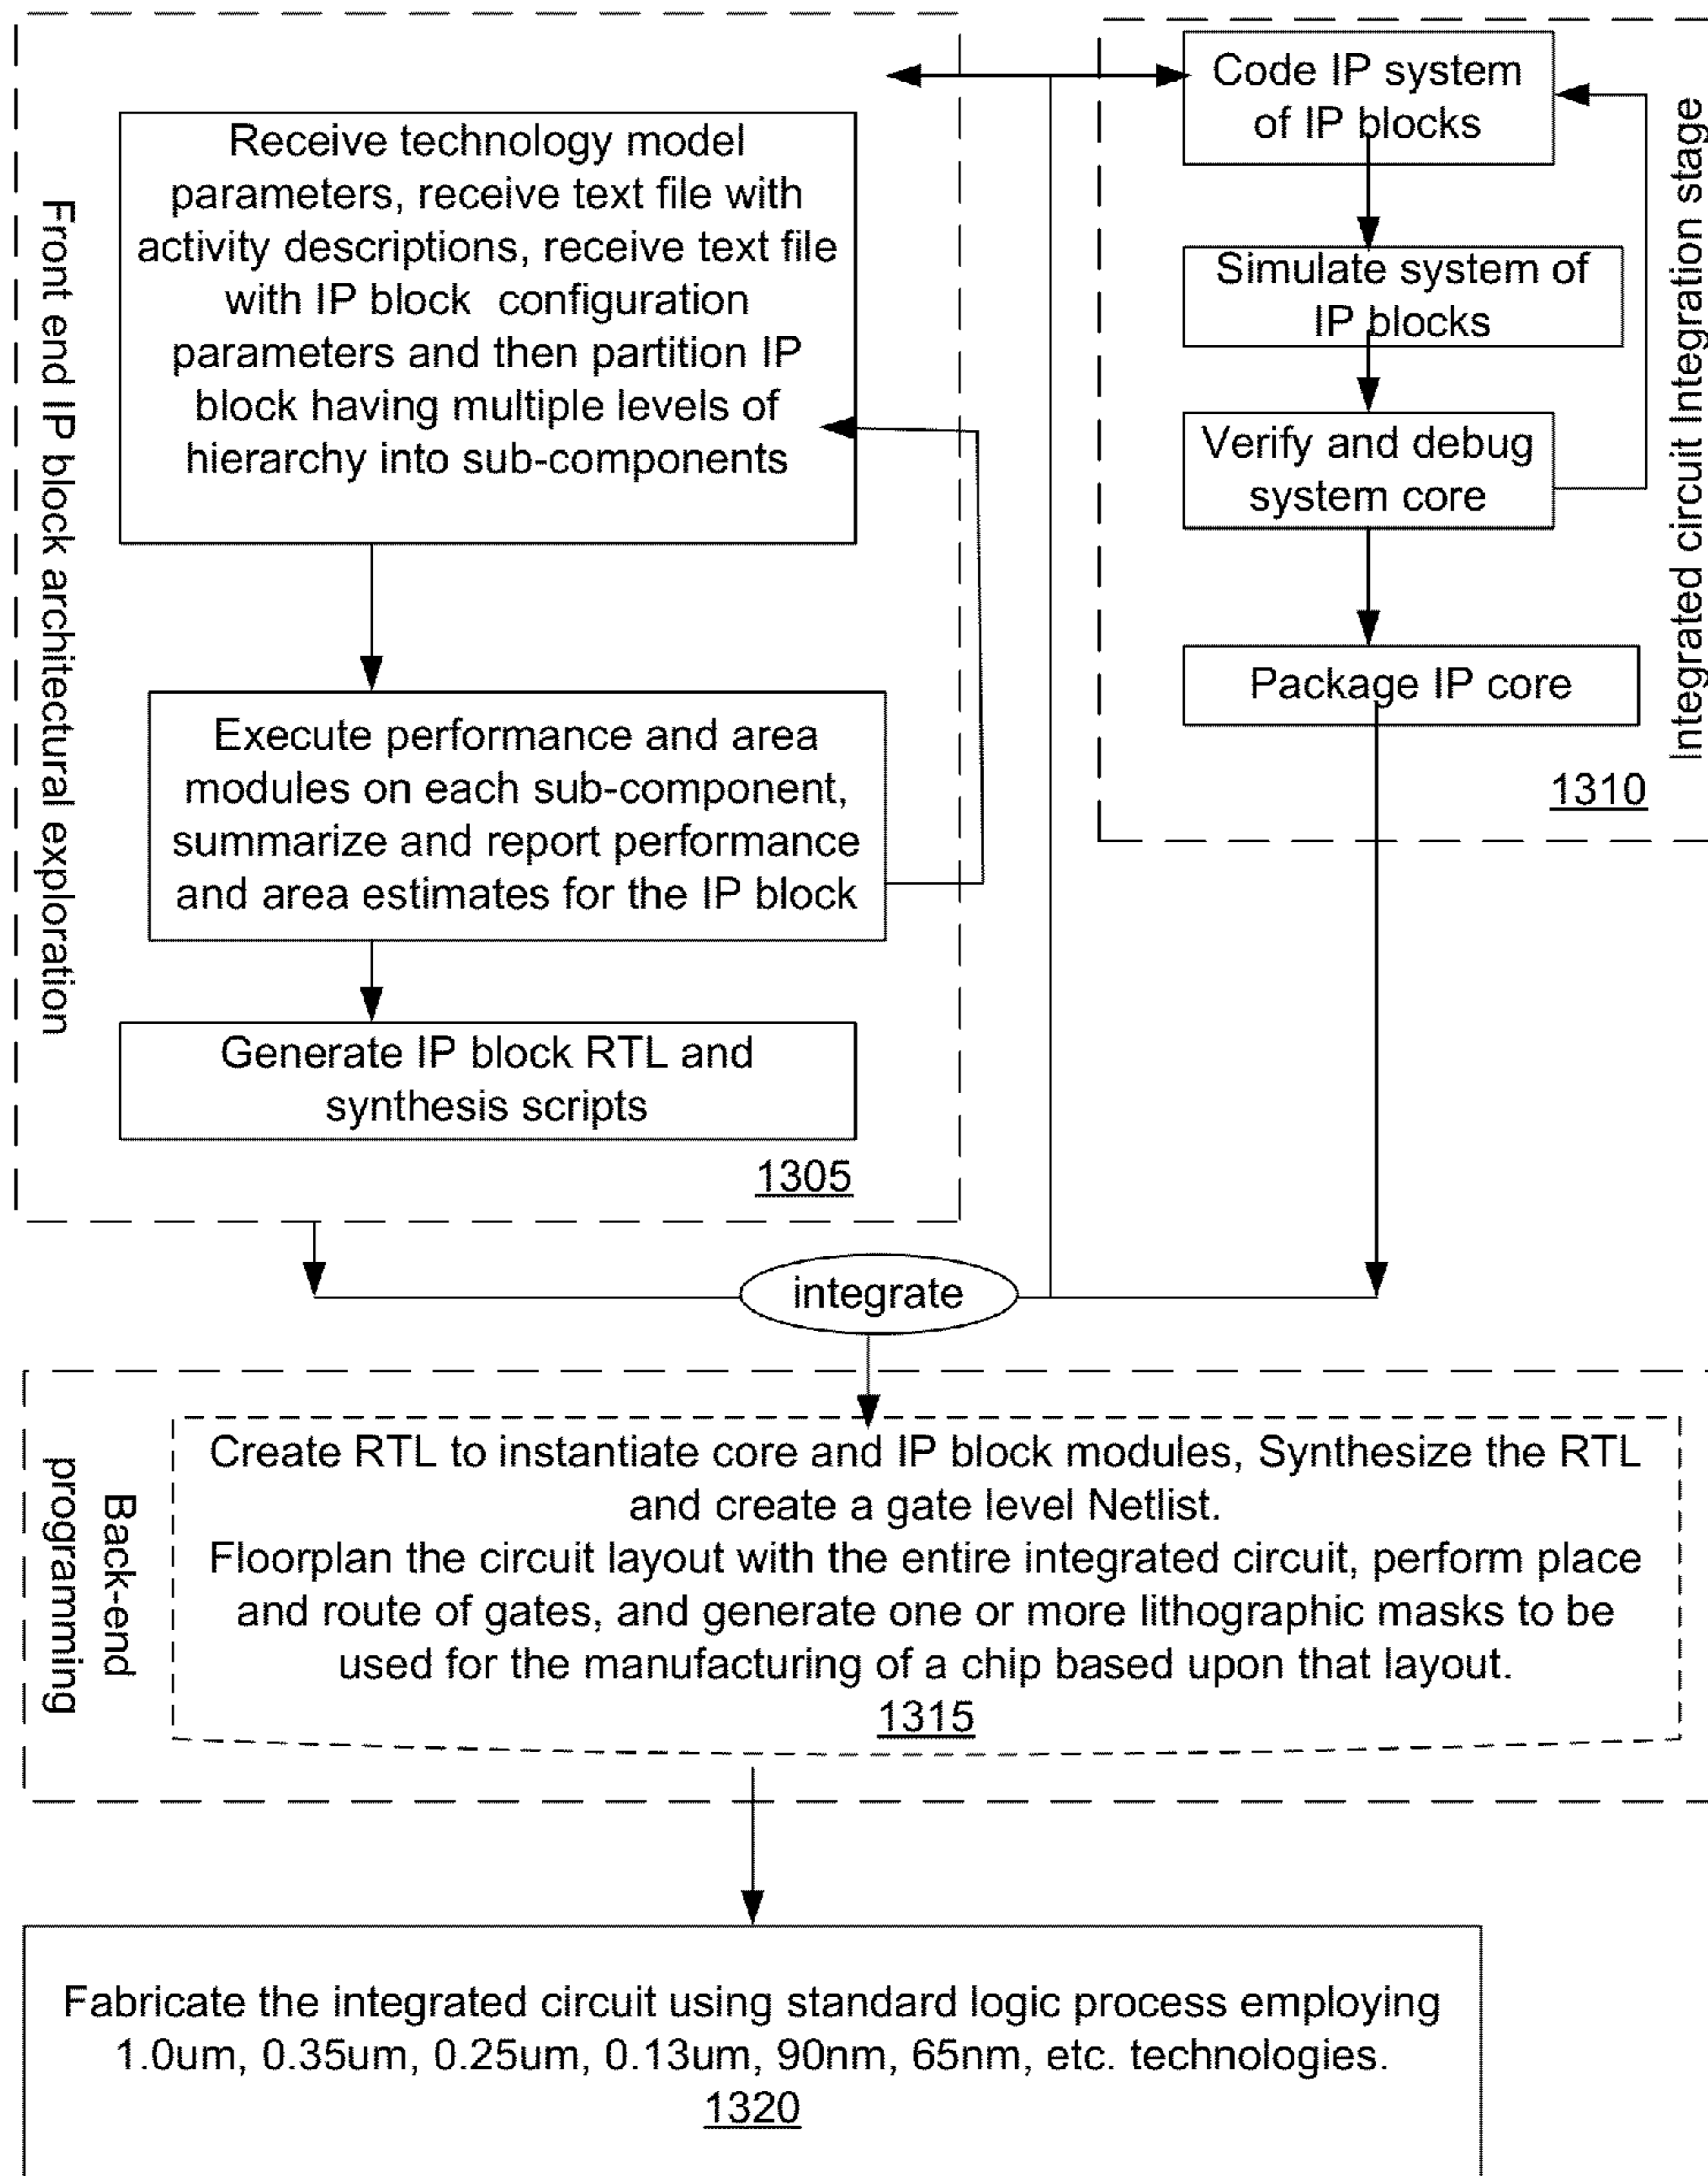 Front end IP block architectural exploration
Receive technology model
parameters, receive text file with
activity descriptions, receive text file
with IP block configuration
parameters and then partition IP
block having multiple levels of
hierarchy into sub-components
Execute performance and area
modules on each sub-component,
summarize and report performance
and area estimates for the IP block
Generate IP block RTL and
synthesis scripts
1305
Code IP system
of IP blocks
Simulate system of
IP blocks
Verify and debug
system core
Package IP core
1310
Integrated circuit Integration stage
integrate
Back-end
programming
Create RTL to instantiate core and IP block modules, Synthesize the RTL
and create a gate level Netlist.
Floorplan the circuit layout with the entire integrated circuit, perform place
and route of gates, and generate one or more lithographic masks to be
used for the manufacturing of a chip based upon that layout.
1315
Fabricate the integrated circuit using standard logic process employing
1.0um, 0.35um, 0.25um, 0.13um, 90nm, 65nm, etc. technologies.
1320